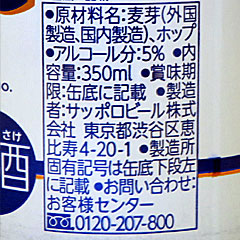 ●原材料名：麦芽（外国
製造、国内製造）、ホップ
●アルコール分：5％ ●内
容量：350ml ●賞味期
限：缶底に記載 ●製造
者：サッポロビール株式
会社 東京都渋谷区恵
比寿4-20-1 ●製造所
固有記号は缶底下段左
に記載 ●お問い合わせ：
お客様センター
0120-207-800
さけ
酒